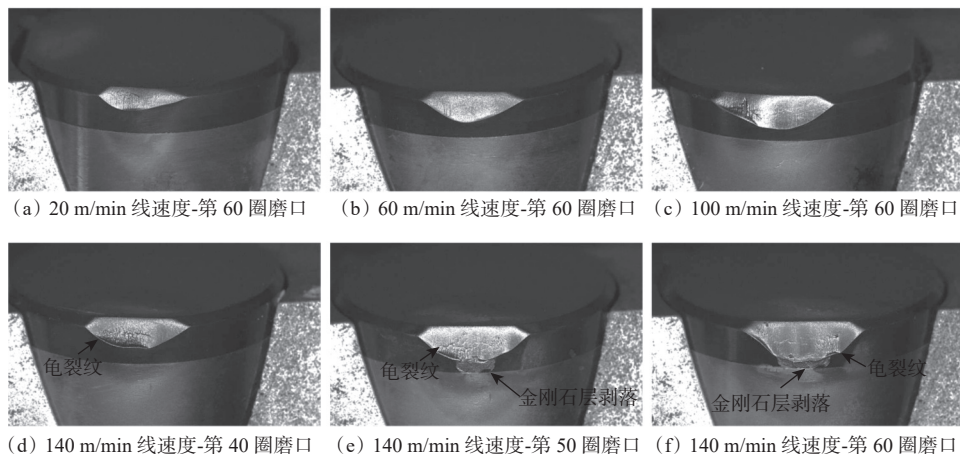 （a）20 m/min 线速度-第 60 圈磨口
（b）60 m/min 线速度-第 60 圈磨口
（c）100 m/min 线速度-第 60 圈磨口
龟裂纹
龟裂纹
金刚石层剥落
龟裂纹
金刚石层剥落
（d）140 m/min 线速度-第 40 圈磨口
（e）140 m/min 线速度-第 50 圈磨口
（f）140 m/min 线速度-第 60 圈磨口